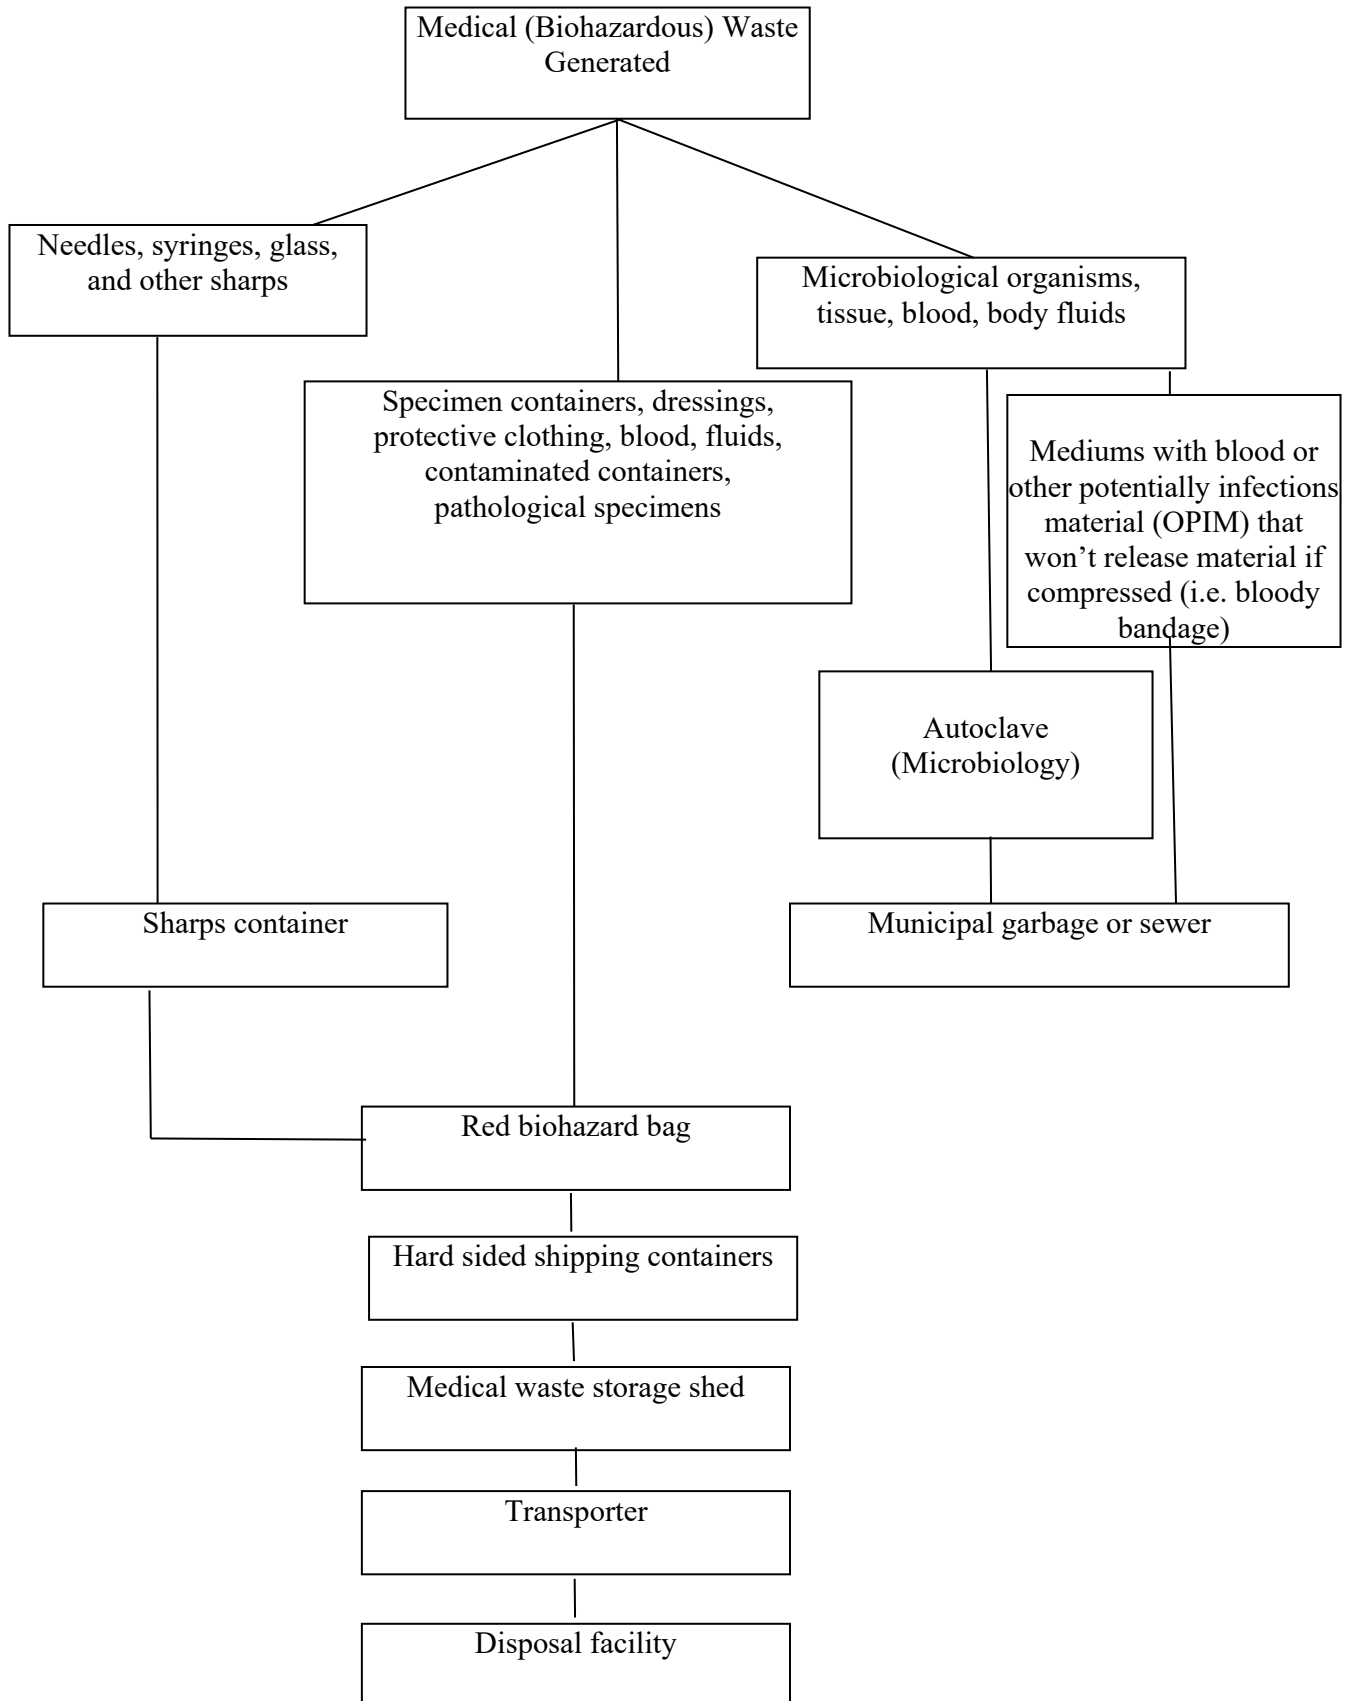 Medical (Biohazardous) Waste
Generated
Needles, syringes, glass,
and other sharps
Microbiological organisms,
tissue, blood, body fluids
Specimen containers, dressings,
protective clothing, blood, fluids,
contaminated containers,
pathological specimens
Mediums with blood or
other potentially infections
material (OPIM) that
won’t release material if
compressed (i.e. bloody
bandage)
Autoclave
(Microbiology)
Sharps container
Municipal garbage or sewer
Red biohazard bag
Hard sided shipping containers
Medical waste storage shed
Transporter
Disposal facility